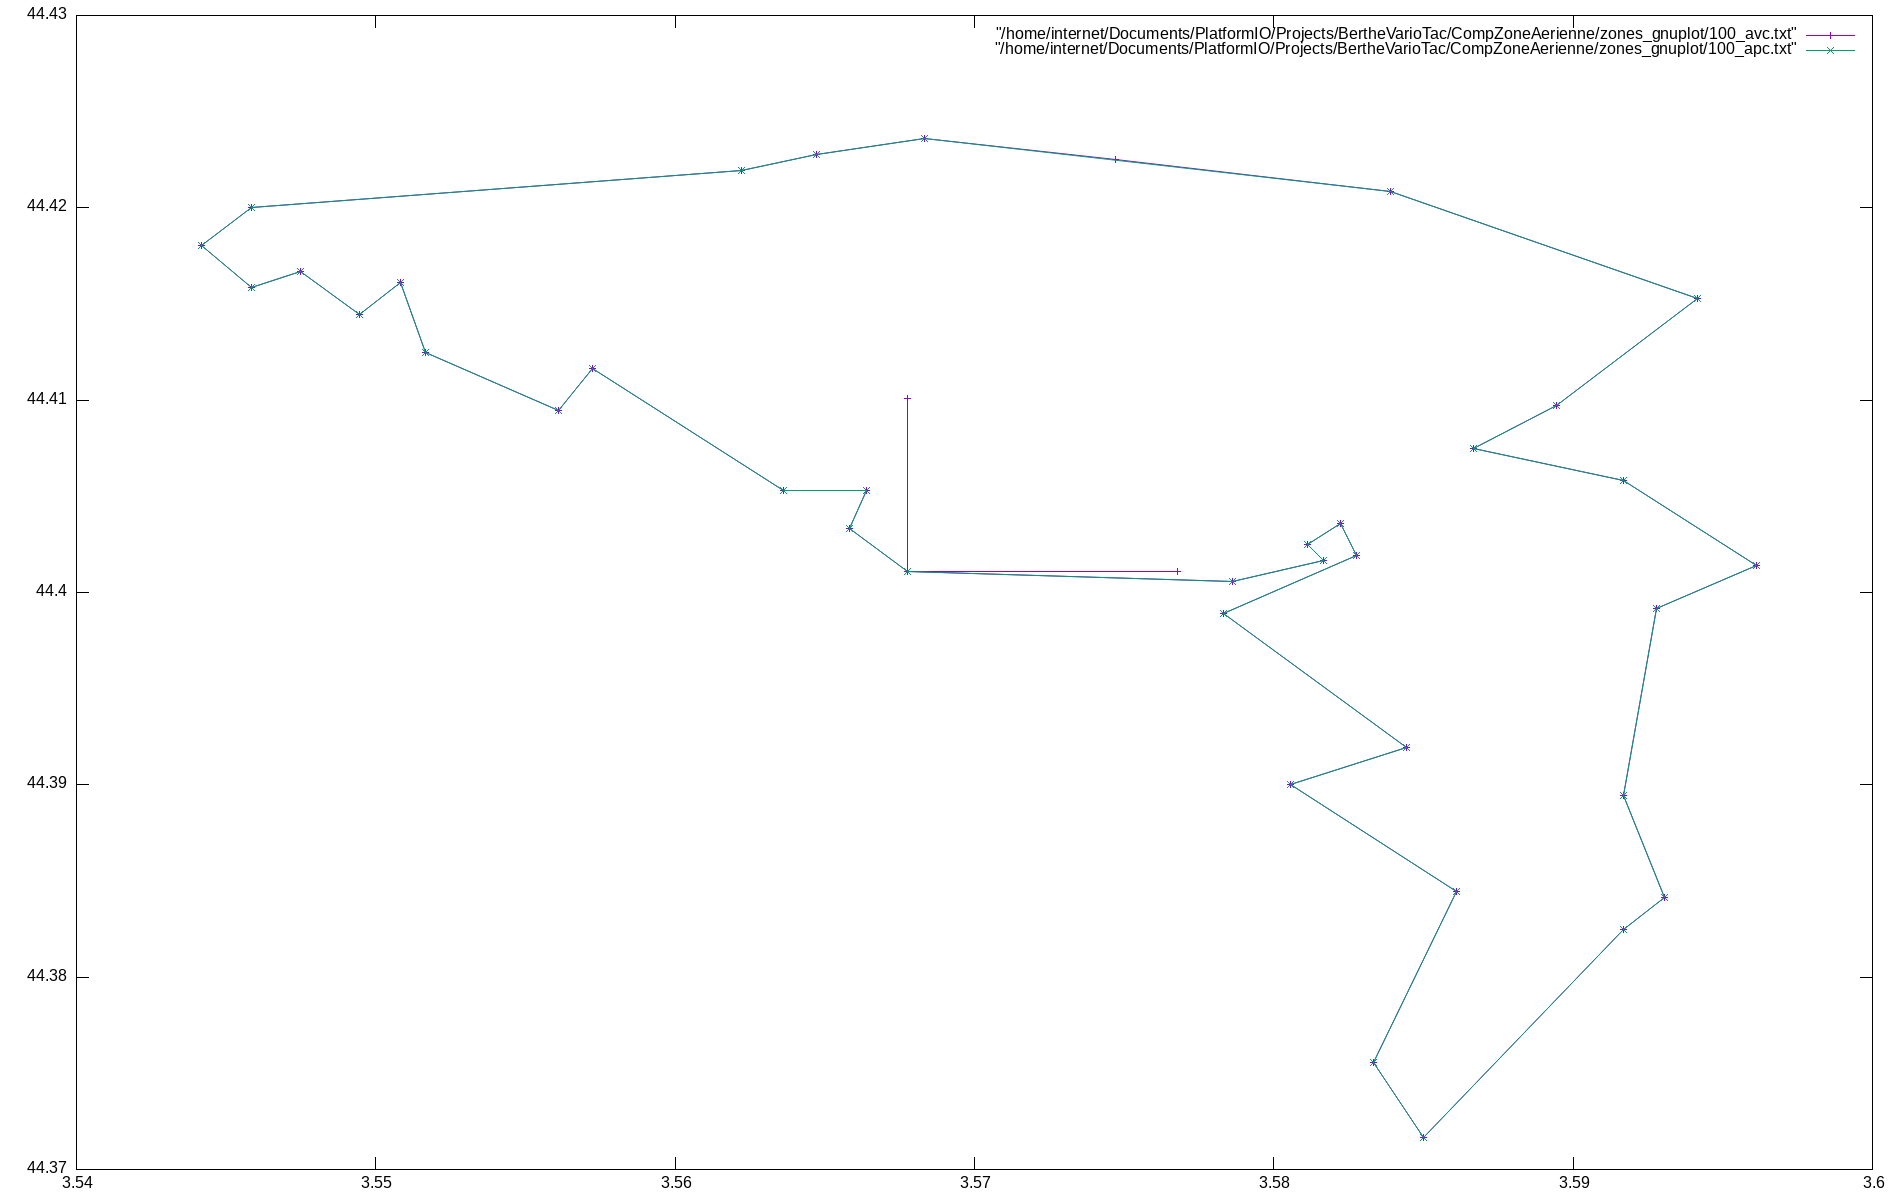 44.43
"/home/internet/Documents/PlatformIO/Projects/BertheVarioTac/CompZoneAerienne/zones_gnuplot/100_avc.txt"
"/home/internet/Documents/PlatformIO/Projects/BertheVarioTac/CompZoneAerienne/zones_gnuplot/100_apc.txt"
44.42
44.41
44.4
44.39
44.38
44.37
3.54 3.55 3.56 3.57 3.58 3.59 3.6